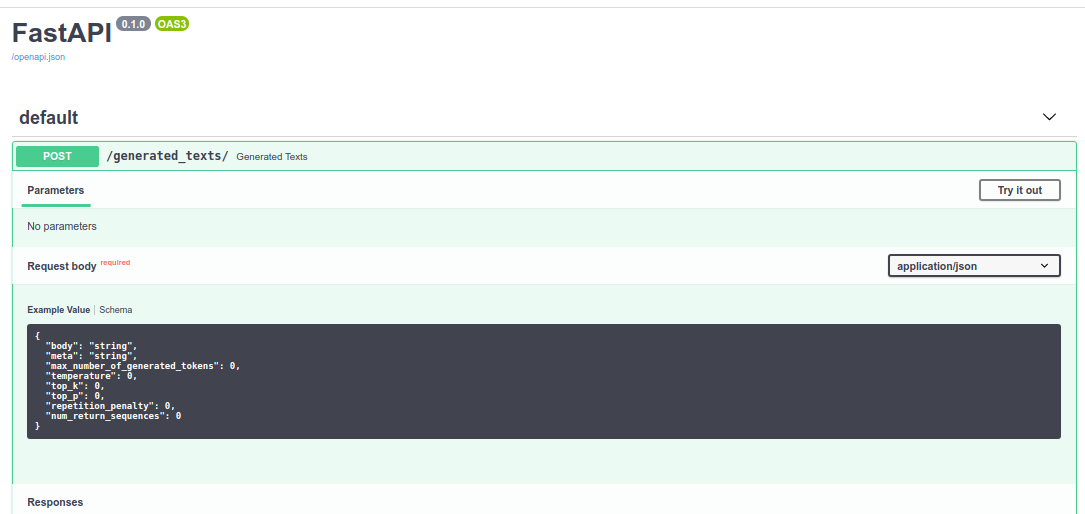 FastAPI 0.1.0 OAS3
/openapi.json
default
POST /generated_texts/ Generated Texts
Parameters Try it out
No parameters
Request body required application/json
Example Value | Schema
{
  "body": "string",
  "meta": "string",
  "max_number_of_generated_tokens": 0,
  "temperature": 0,
  "top_k": 0,
  "top_p": 0,
  "repetition_penalty": 0,
  "num_return_sequences": 0
}
Responses